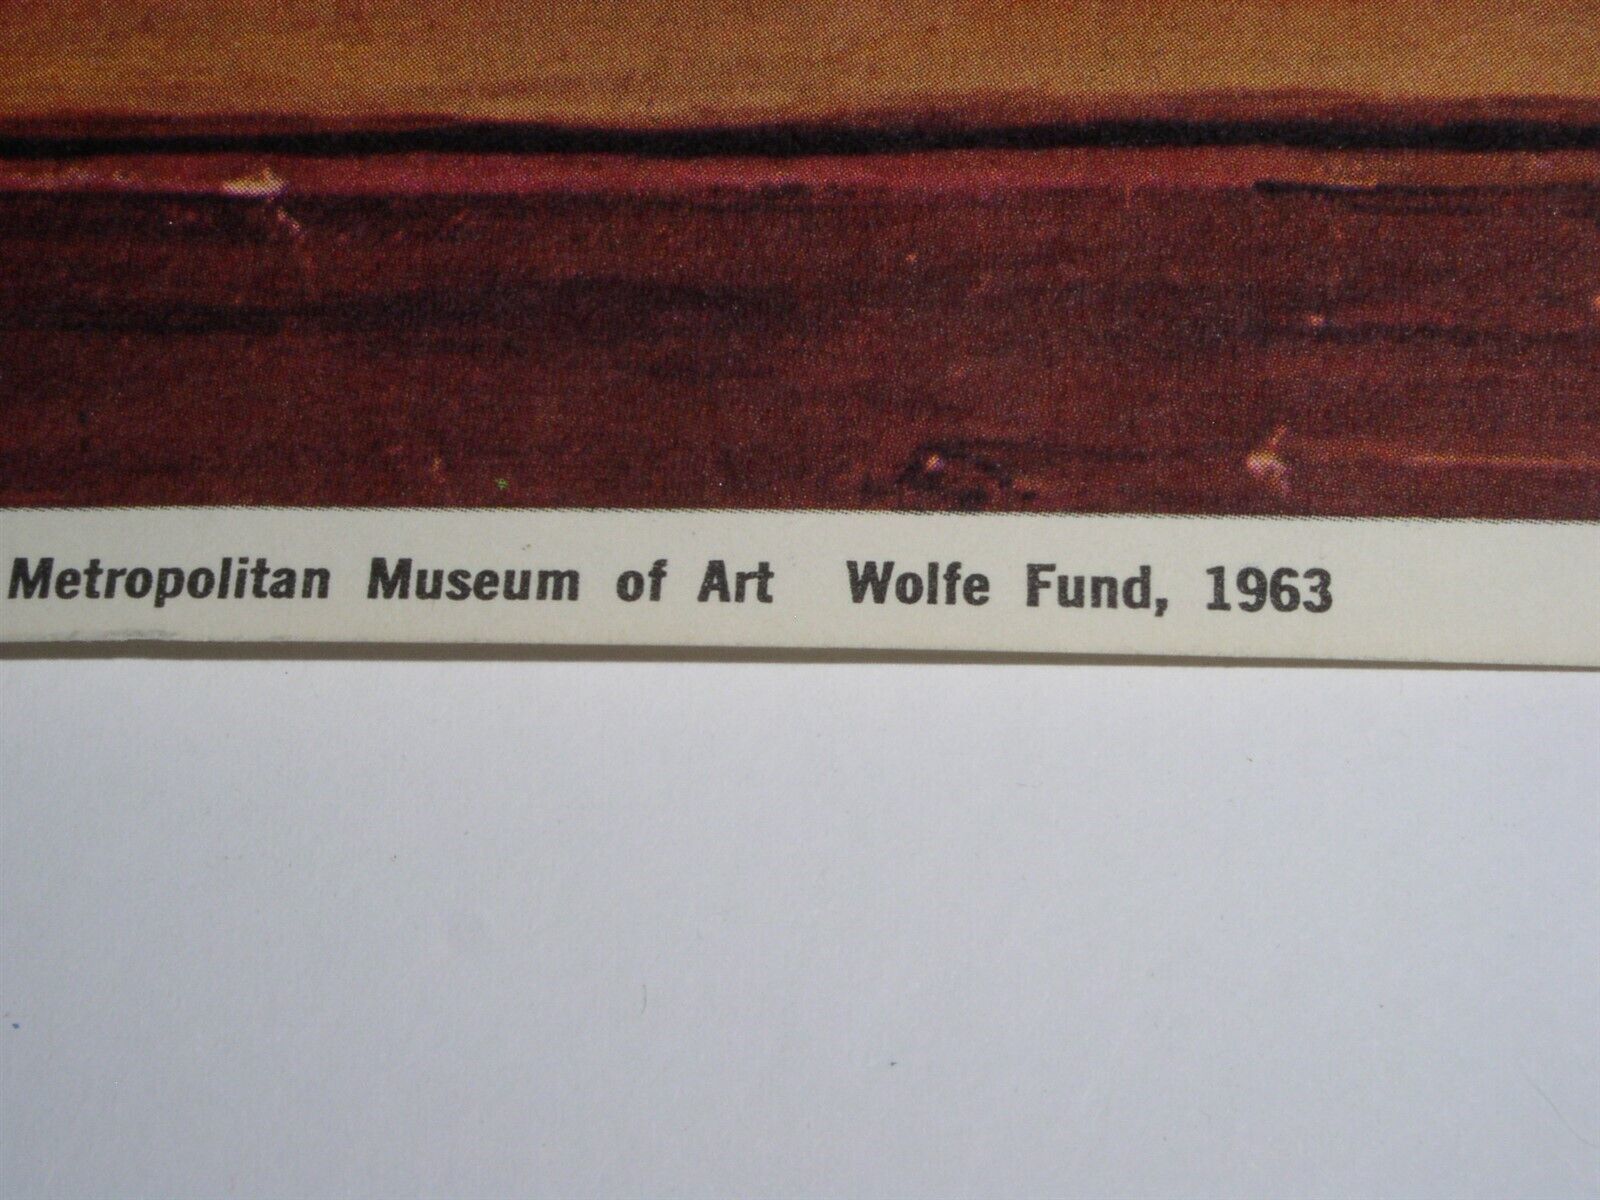 Metropolitan Museum of Art Wolfe Fund, 1963